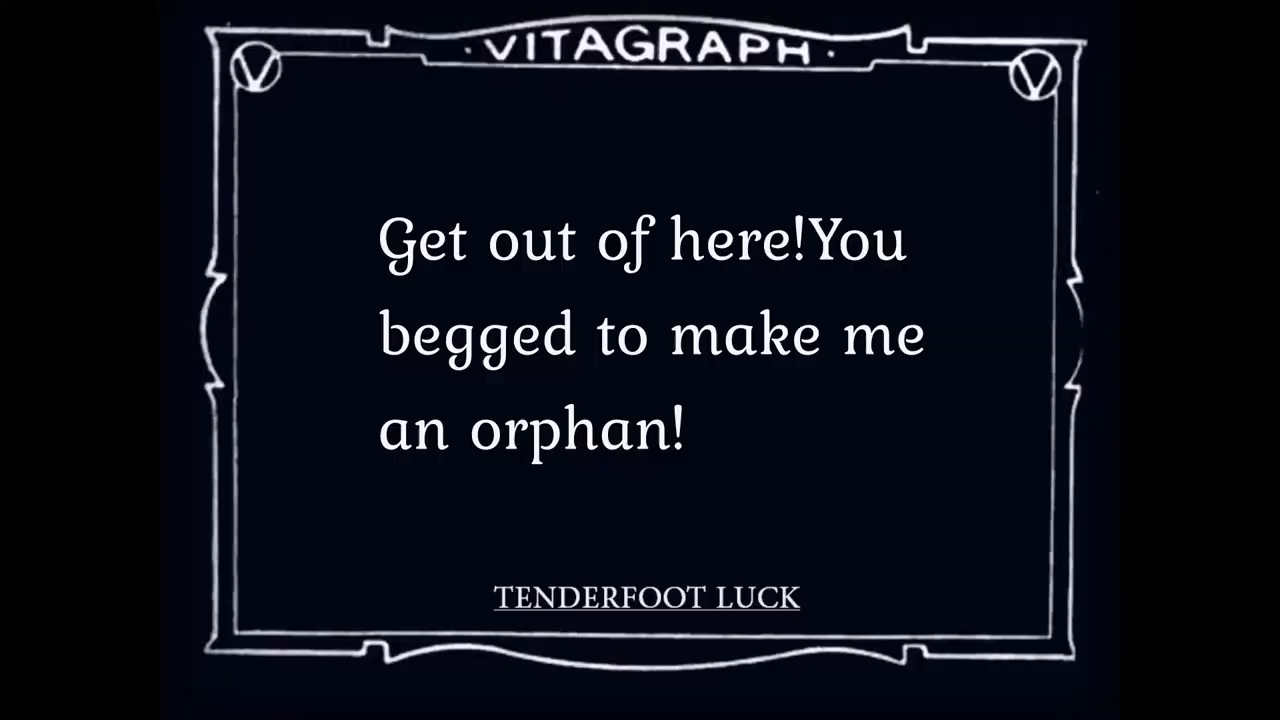 · VITAGRAPH ·
V V
Get out of here!You
begged to make me
an orphan!
TENDERFOOT LUCK